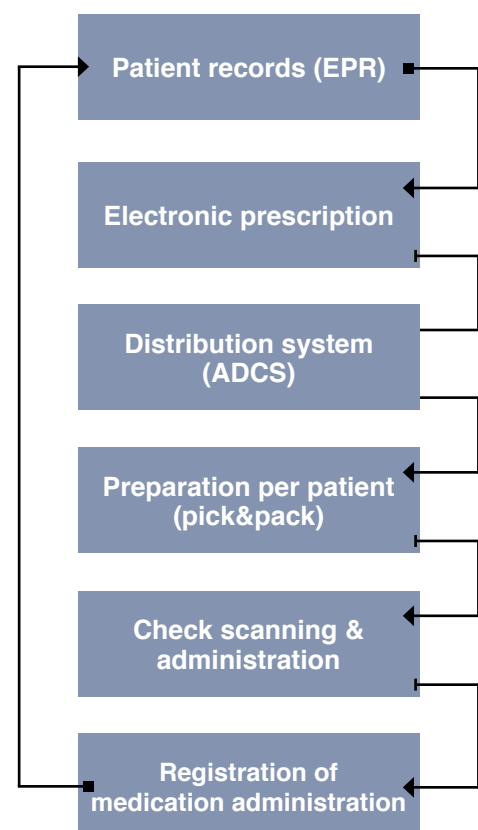 Patient records (EPR)
Electronic prescription
Distribution system
(ADCS)
Preparation per patient
(pick&pack)
Check scanning &
administration
Registration of
medication administration